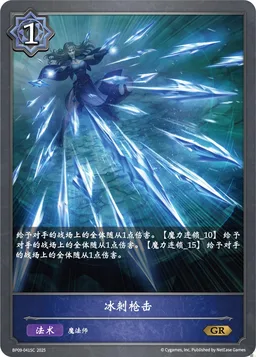 1
给予对手的战场上的全体随从1点伤害。【魔力连锁_10】给予对手
的战场上的全体随从1点伤害。【魔力连锁_15】给予对手的战场
上的全体随从1点伤害。
冰刺枪击
法术 魔法师 GR
BP09-041SC 2025 © Cygames, Inc. Published by NetEase Games